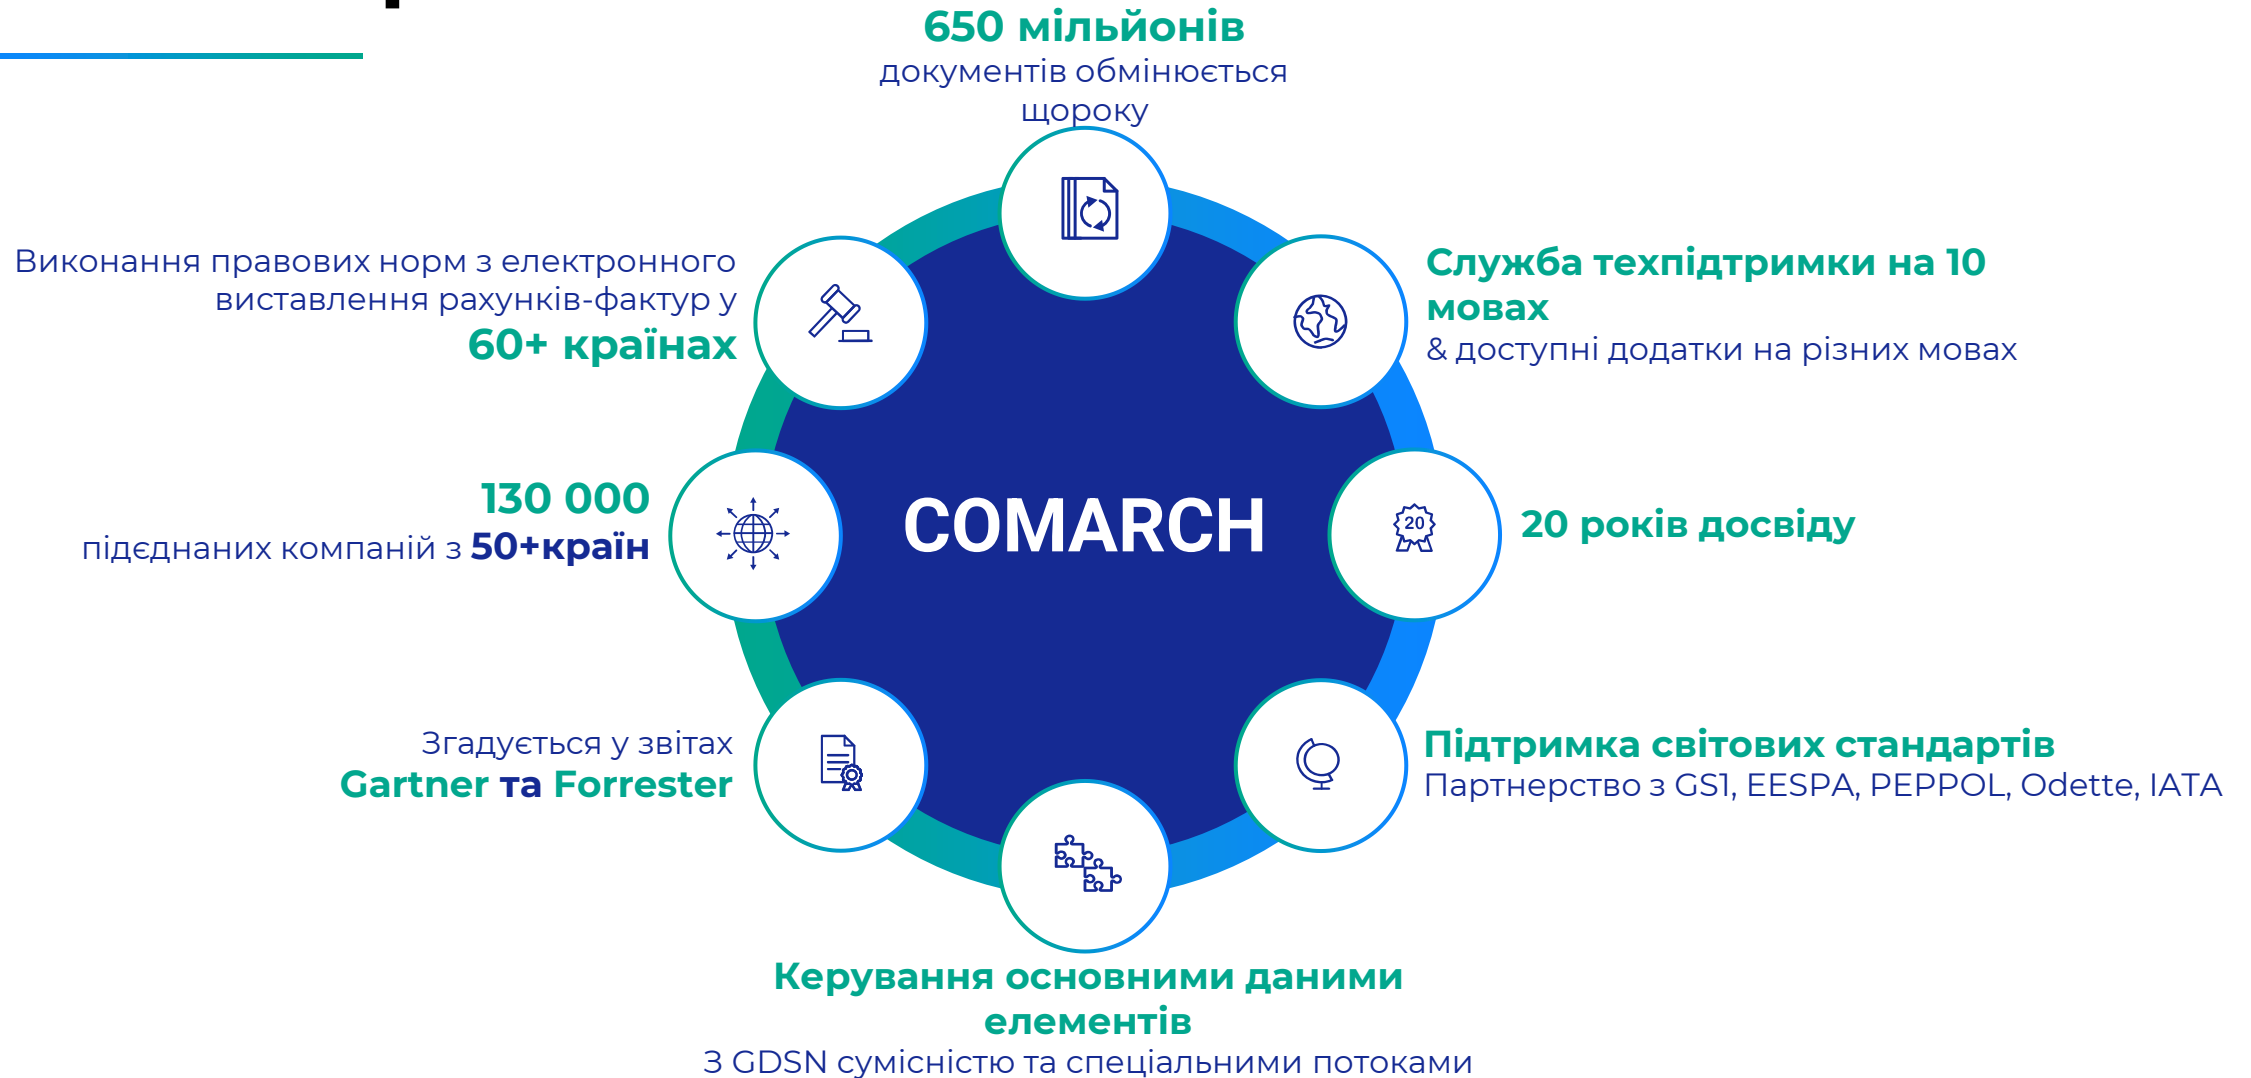 650 мільйонів
документів обмінюється
щороку
Виконання правових норм з електронного
виставлення рахунків-фактур у
60+ країнах
Служба техпідтримки на 10
мовах
& доступні додатки на різних мовах
130 000
підєднаних компаній з 50+країн
COMARCH
20
20 років досвіду
Згадується у звітах
Gartner та Forrester
Підтримка світових стандартів
Партнерство з GS1, EESPA, PEPPOL, Odette, IATA
Керування основними даними
елементів
З GDSN сумісністю та спеціальними потоками